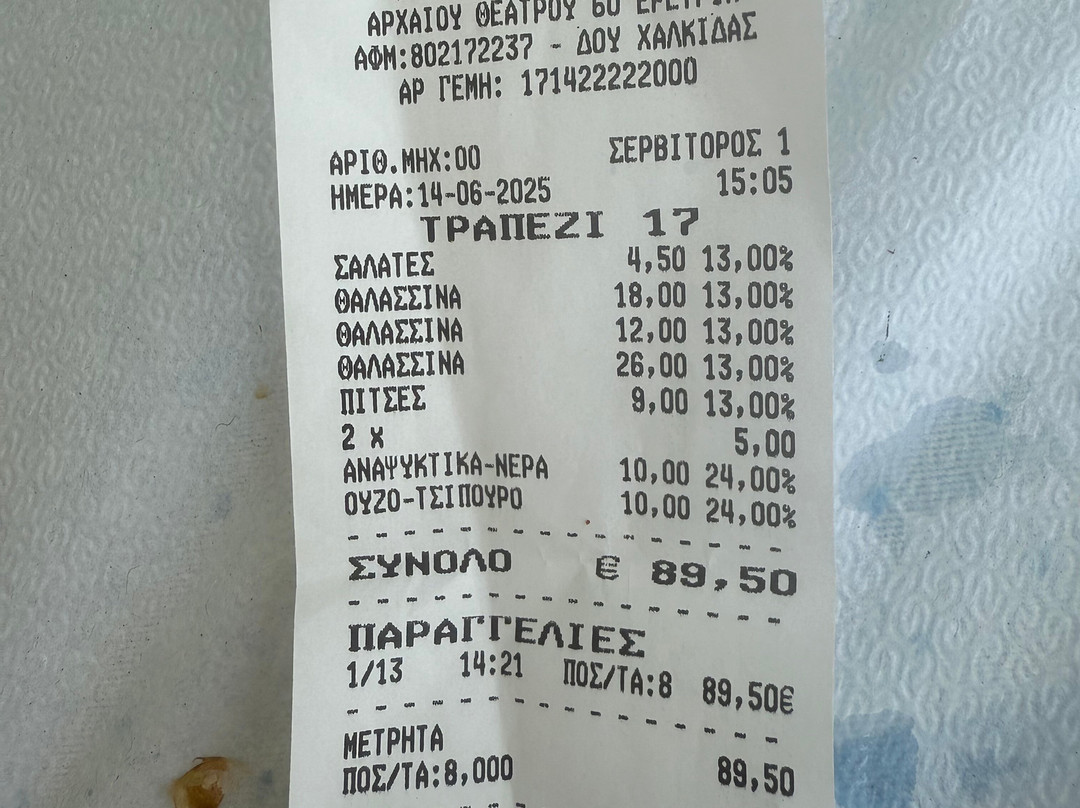 ΑΡΧΑΙΟΥ ΘΕΑΤΡΟΥ 60
ΑΦΜ:802172237 - ΔΟΥ ΧΑΛΚΙΔΑΣ
ΑΡ ΓΕΜΗ: 171422222000
ΑΡΙΘ.ΜΗΧ:00 ΣΕΡΒΙΤΟΡΟΣ 1
ΗΜΕΡΑ:14-06-2025 15:05
ΤΡΑΠΕΖΙ 17
ΣΑΛΑΤΕΣ 4,50 13,00%
ΘΑΛΑΣΣΙΝΑ 18,00 13,00%
ΘΑΛΑΣΣΙΝΑ 12,00 13,00%
ΘΑΛΑΣΣΙΝΑ 26,00 13,00%
ΠΙΤΣΕΣ 9,00 13,00%
2 x 5,00
ΑΝΑΨΥΚΤΙΚΑ-ΝΕΡΑ 10,00 24,00%
ΟΥΖΟ-ΤΣΙΠΟΥΡΟ 10,00 24,00%
ΣΥΝΟΛΟ € 89,50
ΠΑΡΑΓΓΕΛΙΕΣ
1/13 14:21 ΠΟΣ/ΤΑ:8 89,50€
ΜΕΤΡΗΤΑ
ΠΟΣ/ΤΑ:8,000 89,50